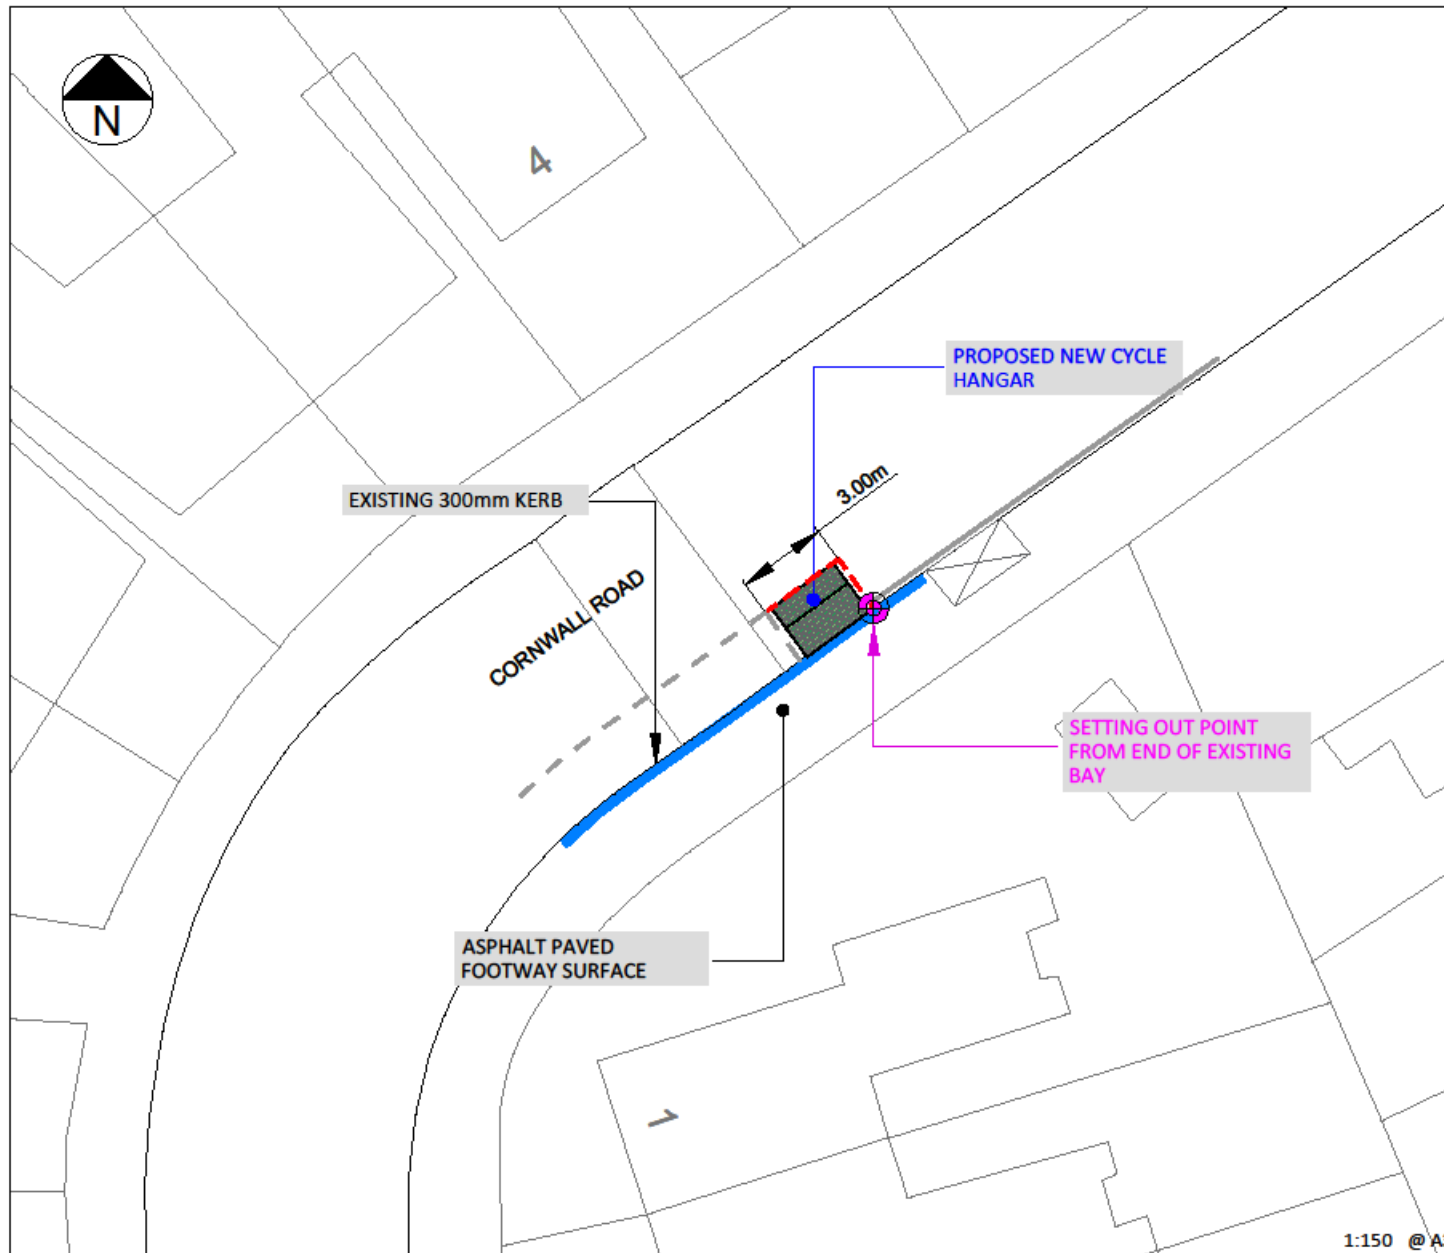 N
4
PROPOSED NEW CYCLE
HANGAR
3.00m
EXISTING 300mm KERB
CORNWALL ROAD
SETTING OUT POINT
FROM END OF EXISTING
BAY
ASPHALT PAVED
FOOTWAY SURFACE
1
1:150 @ A